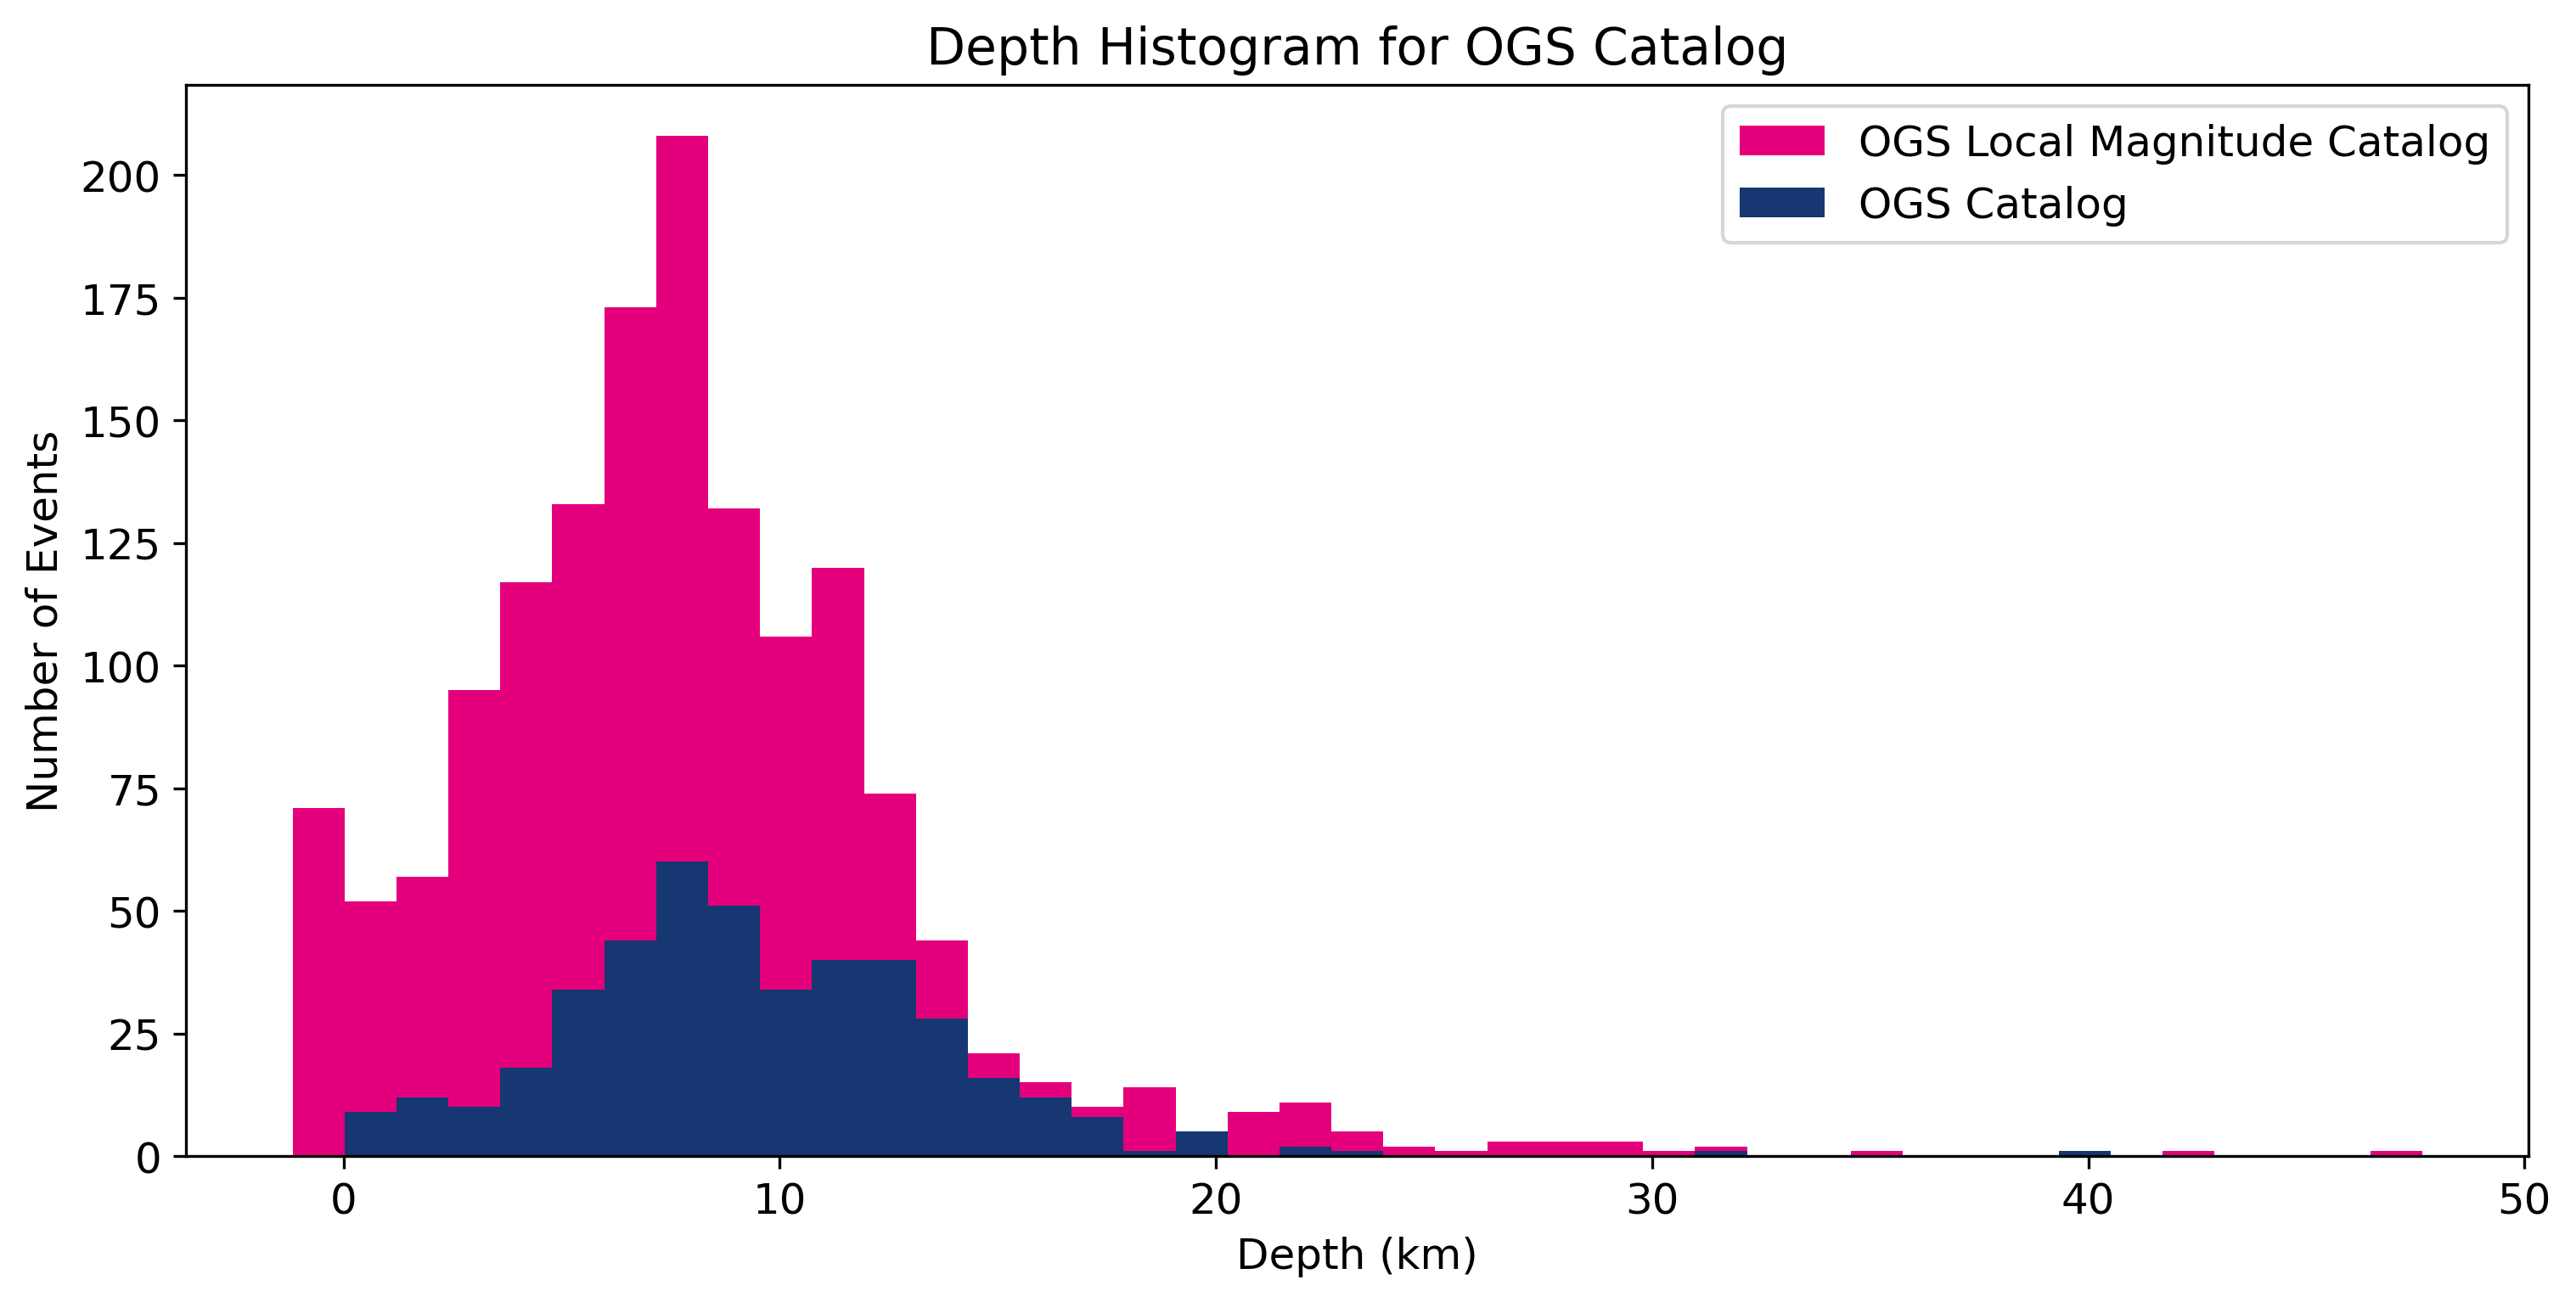 Depth Histogram for OGS Catalog
OGS Local Magnitude Catalog
OGS Catalog
Number of Events
200
175
150
125
100
75
50
25
0
0 10 20 30 40 50
Depth (km)